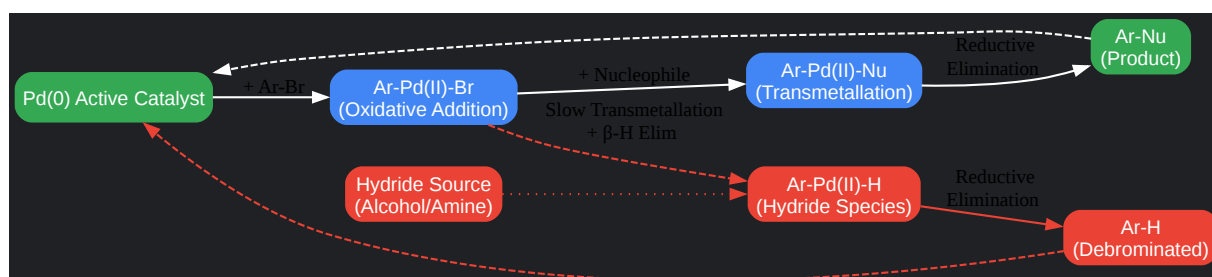 Pd(0) Active Catalyst
+ Ar-Br
Ar-Pd(II)-Br
(Oxidative Addition)
+ Nucleophile
Ar-Pd(II)-Nu
(Transmetallation)
Reductive
Elimination
Ar-Nu
(Product)
Slow Transmetallation
+ β-H Elim
Hydride Source
(Alcohol/Amine)
Ar-Pd(II)-H
(Hydride Species)
Reductive
Elimination
Ar-H
(Debrominated)